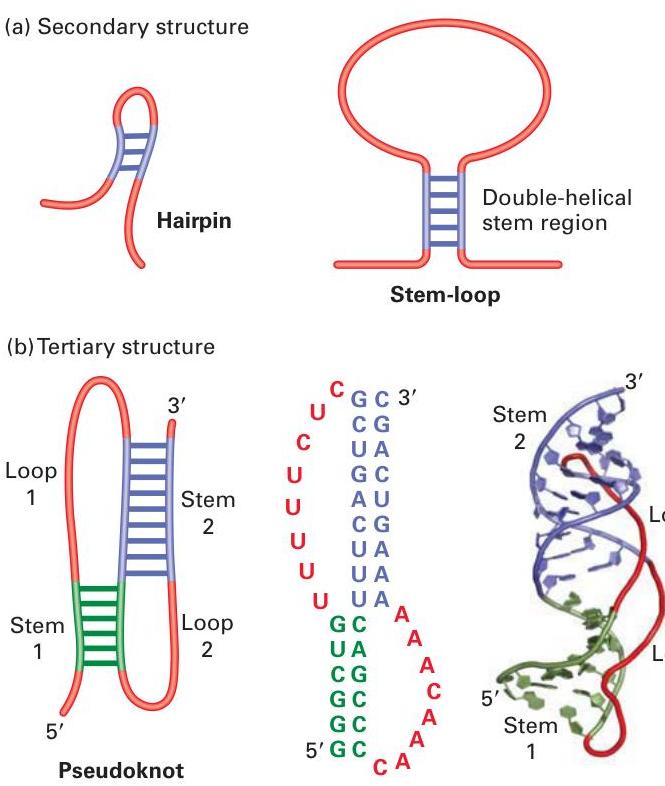 (a) Secondary structure
Hairpin
Double-helical
stem region
Stem-loop
(b) Tertiary structure
Loop
1
3′
Stem
2
Stem
1
Loop
2
5′
Pseudoknot
C
U
C
U
U
U
U
U
G C 3′
C G
U A
G C
A U
C G
U A
U A
U A
G C
U A
C G
G C
G C
5′ G C
A
A
A
C
A
A
A
C
3′
Stem
2
Lo
L
5′
Stem
1